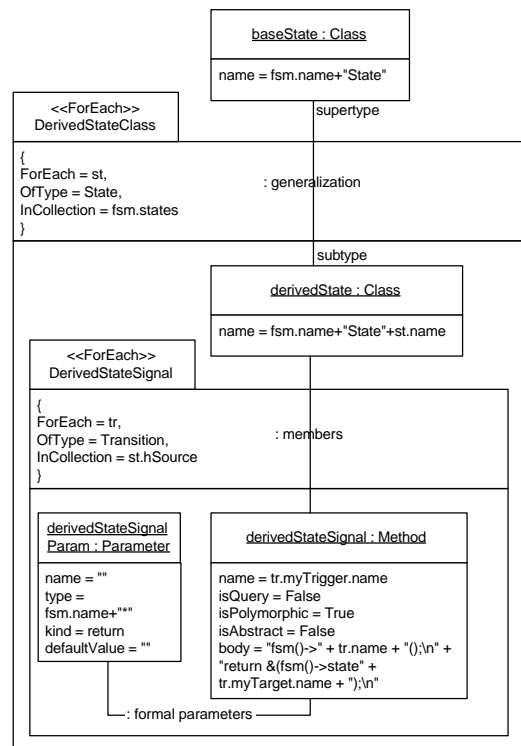 baseState : Class
name = fsm.name+"State"
<<ForEach>>
DerivedStateClass
supertype
{
ForEach = st,
OfType = State,
InCollection = fsm.states
}
: generalization
subtype
derivedState : Class
name = fsm.name+"State"+st.name
<<ForEach>>
DerivedStateSignal
{
ForEach = tr,
OfType = Transition,
InCollection = st.hSource
}
: members
derivedStateSignal
Param : Parameter
name = ""
type =
fsm.name+"*"
kind = return
defaultValue = ""
derivedStateSignal : Method
name = tr.myTrigger.name
isQuery = False
isPolymorphic = True
isAbstract = False
body = "fsm()->" + tr.name + "();\n" +
"return &(fsm()->state" +
tr.myTarget.name + ");\n"
: formal parameters